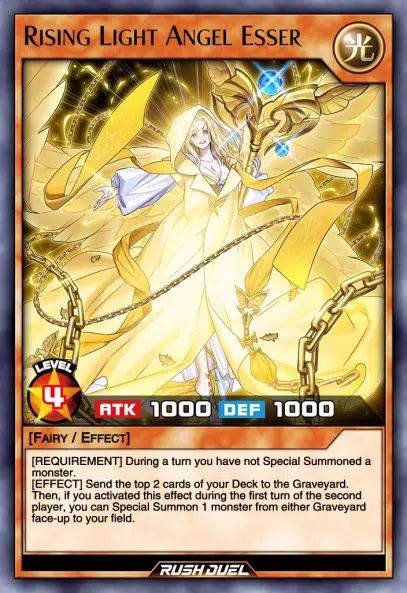 Rising Light Angel Esser
光
LEVEL
4
ATK 1000 DEF 1000
[Fairy / Effect]
[REQUIREMENT] During a turn you have not Special Summoned a
monster.
[EFFECT] Send the top 2 cards of your Deck to the Graveyard.
Then, if you activated this effect during the first turn of the second
player, you can Special Summon 1 monster from either Graveyard
face-up to your field.
RUSH DUEL